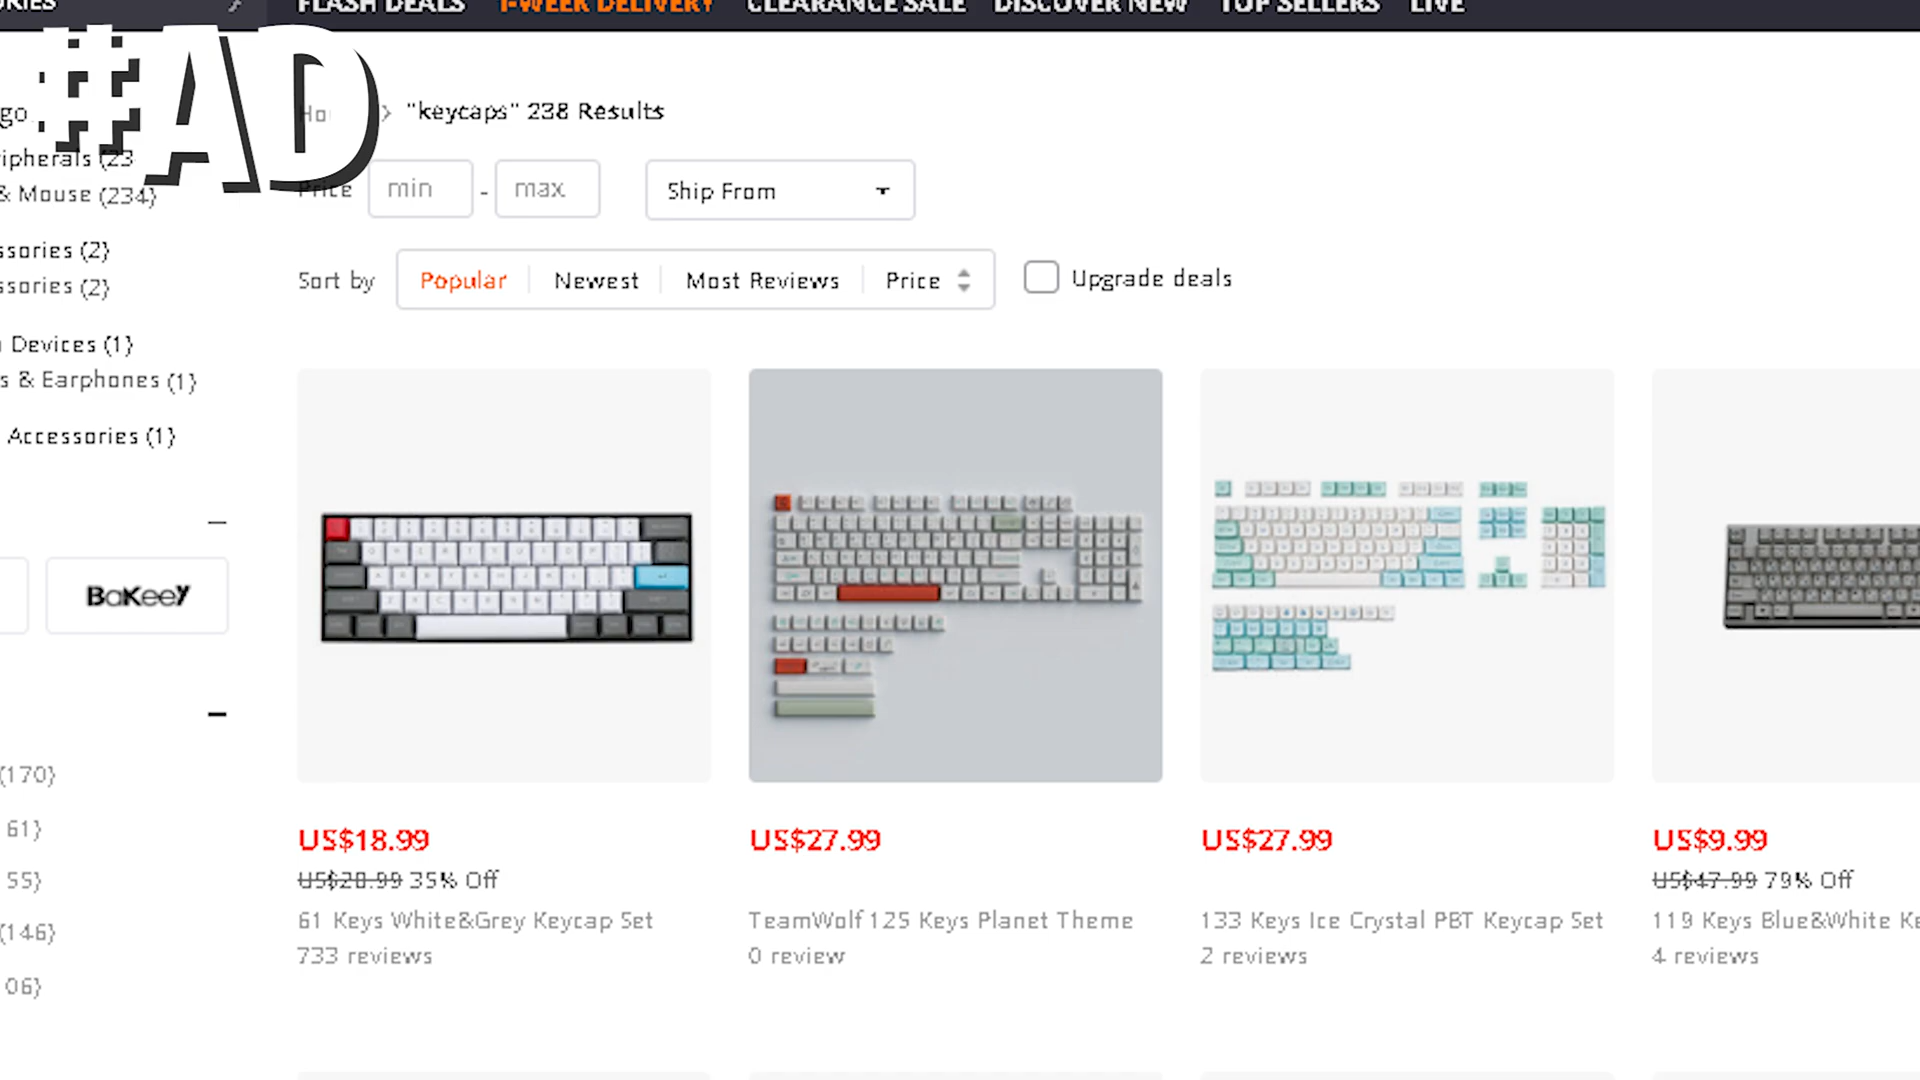 FLASH DEALS 1-WEEK DELIVERY CLEARANCE SALE DISCOVER NEW TOP SELLERS LIVE
#AD
"keycaps" 238 Results
Price min - max Ship From
Sort by Popular Newest Most Reviews Price Upgrade deals
& Mouse (234)
(2)
(2)
Devices (1)
& Earphones (1)
Accessories (1)
BaKeey
(170)
61)
55)
(146)
06)
US$18.99 US$27.99 US$27.99 US$9.99
US$28.99 35% Off US$47.99 79% Off
61 Keys White&Grey Keycap Set TeamWolf 125 Keys Planet Theme 133 Keys Ice Crystal PBT Keycap Set 119 Keys Blue&White
733 reviews 0 review 2 reviews 4 reviews